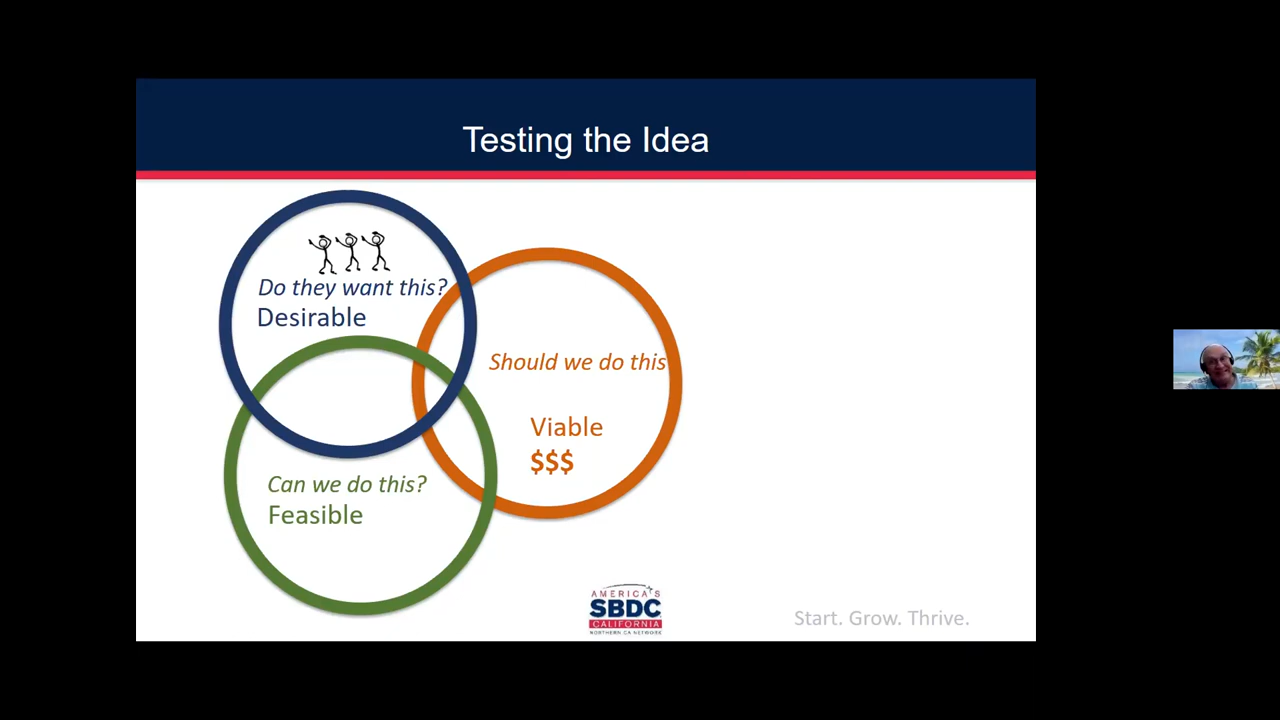 Testing the Idea
Do they want this?
Desirable
Should we do this
Viable
$$$
Can we do this?
Feasible
AMERICA'S
SBDC
CALIFORNIA
NORTHERN CA NETWORK
Start. Grow. Thrive.